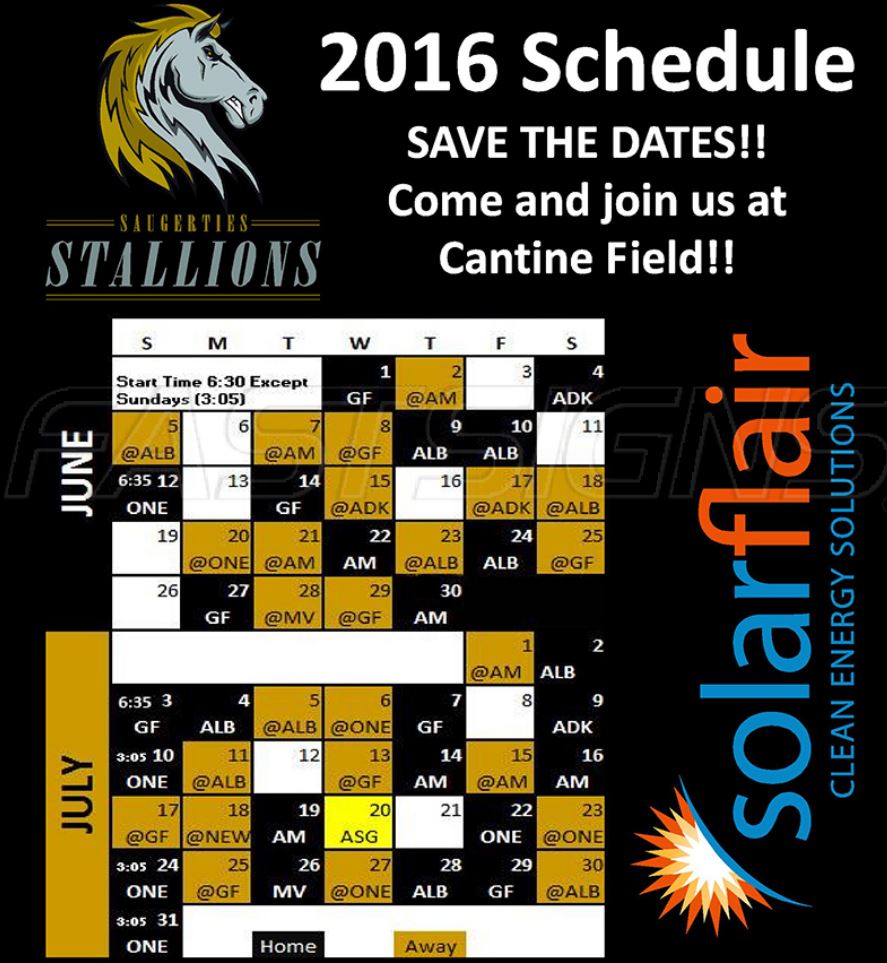 2016 Schedule
SAVE THE DATES!!
Come and join us at
Cantine Field!!
SAUGERTIES
STALLIONS
S M T W T F S
JUNE
Start Time 6:30 Except
Sundays (3:05)
1 2 3 4
GF @AM ADK
5 6 7 8 9 10 11
@ALB @AM @GF ALB ALB
6:35 12 13 14 15 16 17 18
ONE GF @ADK @ADK @ALB
19 20 21 22 23 24 25
@ONE @AM AM @ALB ALB @GF
26 27 28 29 30
GF @MV @GF AM
JULY
1 2
@AM ALB
6:35 3 4 5 6 7 8 9
GF ALB @ALB @ONE GF ADK
3:05 10 11 12 13 14 15 16
ONE @ALB @GF AM @AM AM
17 18 19 20 21 22 23
@GF @NEW AM ASG ONE @ONE
3:05 24 25 26 27 28 29 30
ONE @GF MV @ONE ALB GF @ALB
3:05 31
ONE Home Away
solarflair
CLEAN ENERGY SOLUTIONS
FASTSIGNS